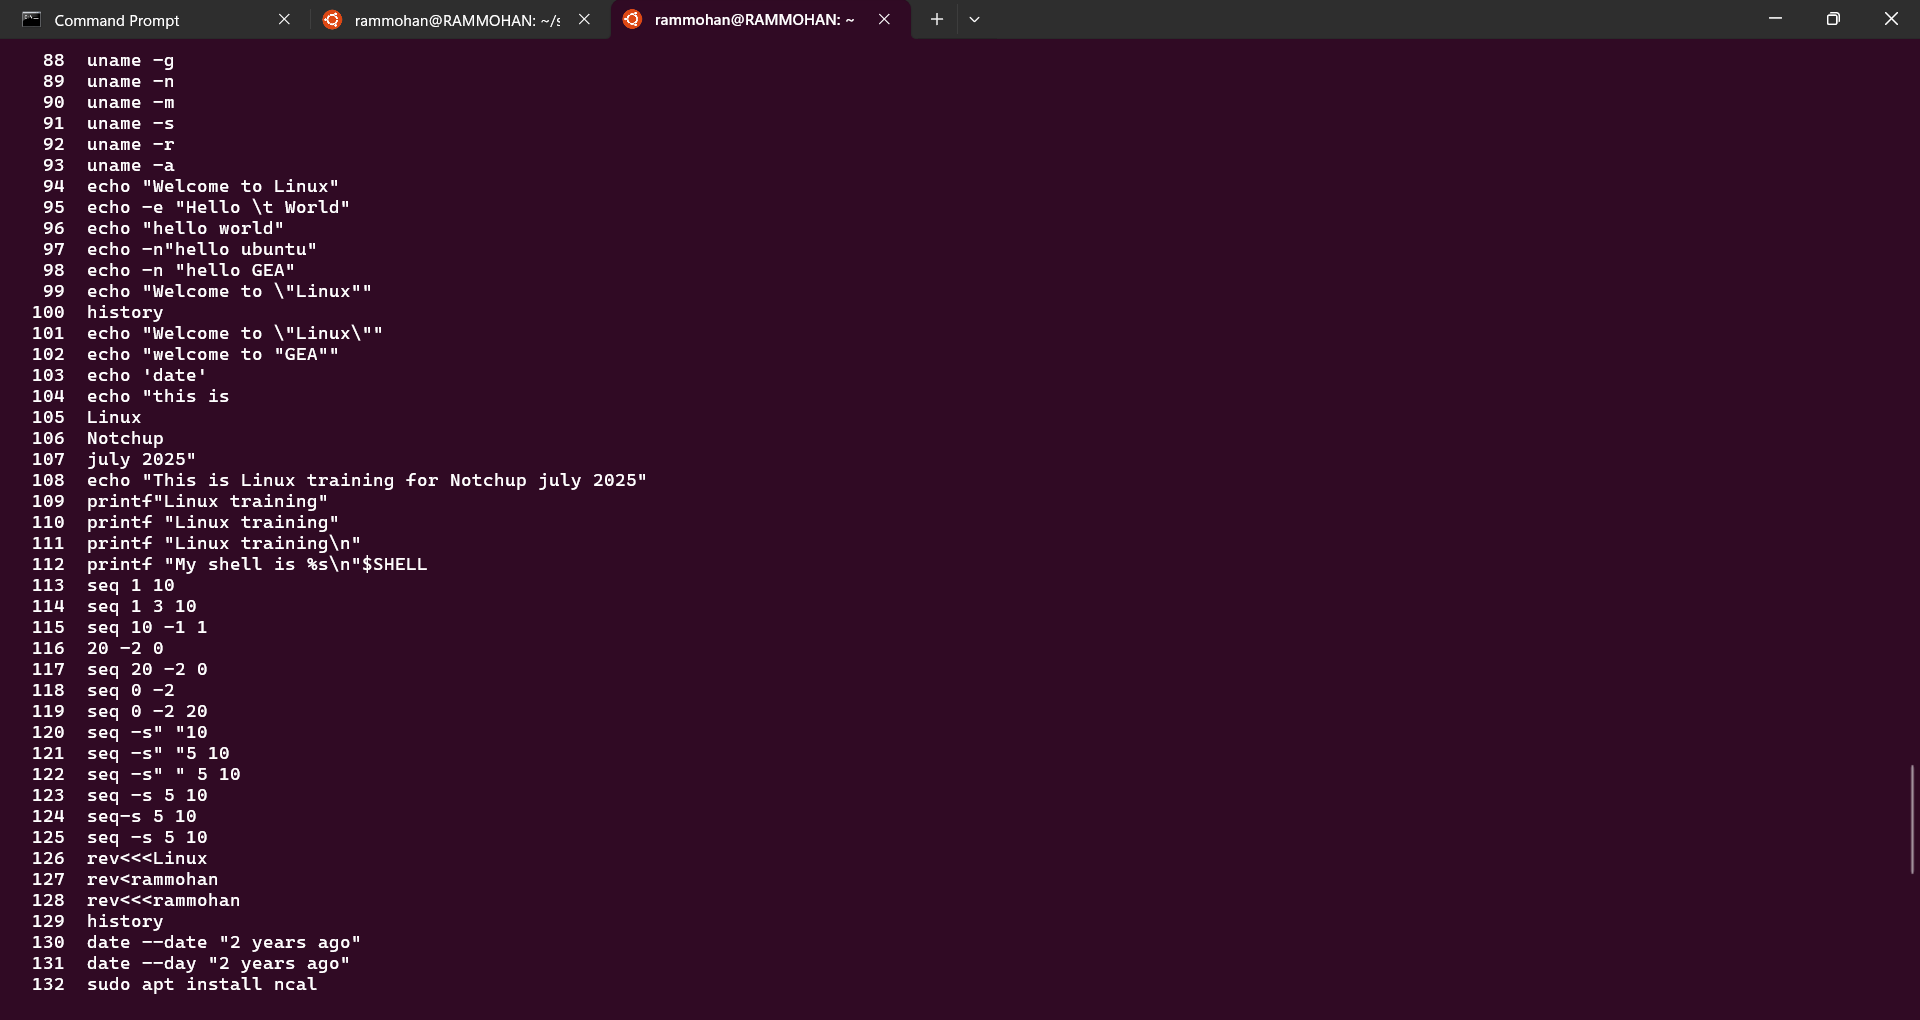 Command Prompt
rammohan@RAMMOHAN: ~/s
rammohan@RAMMOHAN: ~
88 uname -g
89 uname -n
90 uname -m
91 uname -s
92 uname -r
93 uname -a
94 echo "Welcome to Linux"
95 echo -e "Hello \t World"
96 echo "hello world"
97 echo -n"hello ubuntu"
98 echo -n "hello GEA"
99 echo "Welcome to \"Linux""
100 history
101 echo "Welcome to \"Linux\""
102 echo "welcome to "GEA""
103 echo 'date'
104 echo "this is
105 Linux
106 Notchup
107 july 2025"
108 echo "This is Linux training for Notchup july 2025"
109 printf"Linux training"
110 printf "Linux training"
111 printf "Linux training\n"
112 printf "My shell is %s\n"$SHELL
113 seq 1 10
114 seq 1 3 10
115 seq 10 -1 1
116 20 -2 0
117 seq 20 -2 0
118 seq 0 -2
119 seq 0 -2 20
120 seq -s" "10
121 seq -s" "5 10
122 seq -s" " 5 10
123 seq -s 5 10
124 seq-s 5 10
125 seq -s 5 10
126 rev<<<Linux
127 rev<rammohan
128 rev<<<rammohan
129 history
130 date --date "2 years ago"
131 date --day "2 years ago"
132 sudo apt install ncal